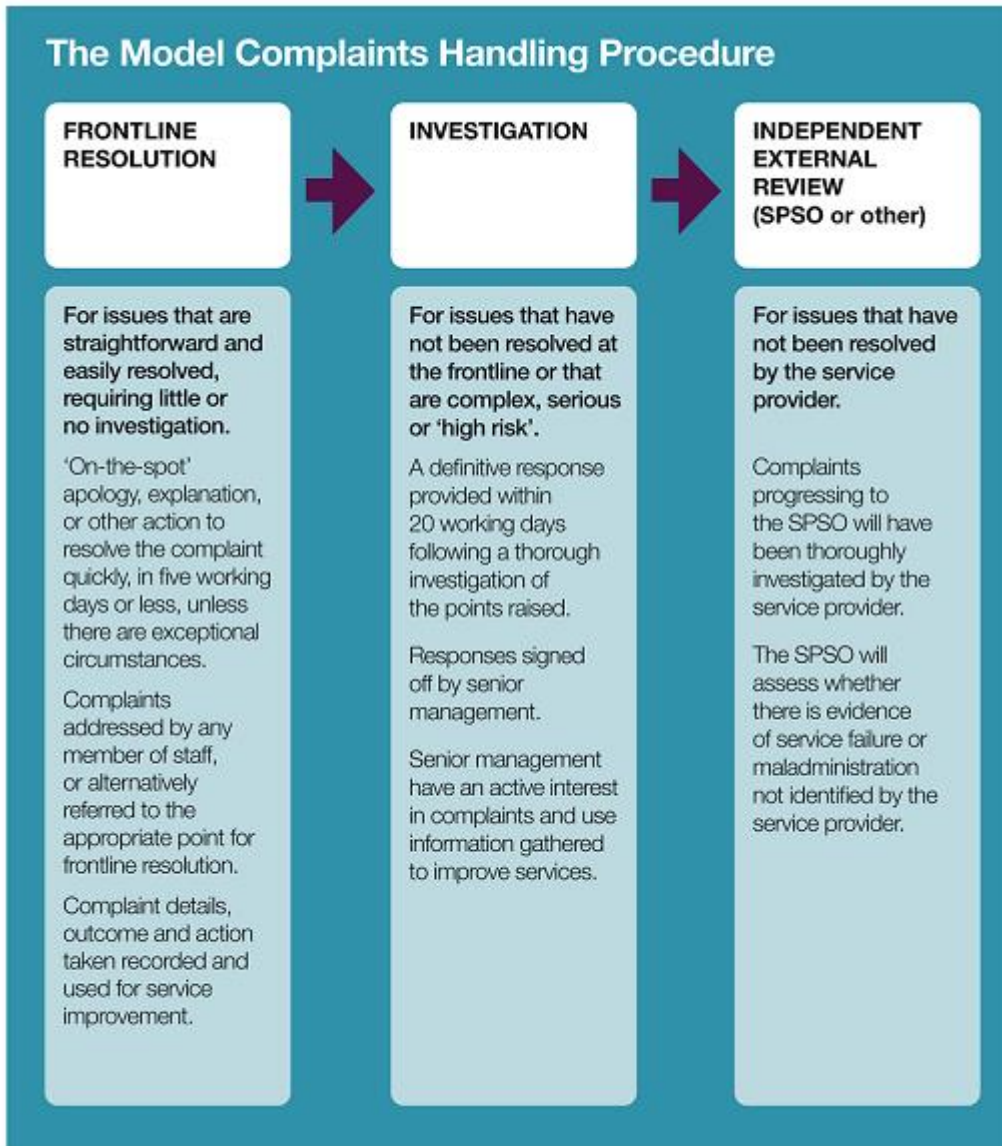 The Model Complaints Handling Procedure
FRONTLINE
RESOLUTION
For issues that are
straightforward and
easily resolved,
requiring little or
no investigation.
‘On-the-spot’
apology, explanation,
or other action to
resolve the complaint
quickly, in five working
days or less, unless
there are exceptional
circumstances.
Complaints
addressed by any
member of staff,
or alternatively
referred to the
appropriate point for
frontline resolution.
Complaint details,
outcome and action
taken recorded and
used for service
improvement.
INVESTIGATION
For issues that have
not been resolved at
the frontline or that
are complex, serious
or ‘high risk’.
A definitive response
provided within
20 working days
following a thorough
investigation of
the points raised.
Responses signed
off by senior
management.
Senior management
have an active interest
in complaints and use
information gathered
to improve services.
INDEPENDENT
EXTERNAL
REVIEW
(SPSO or other)
For issues that have
not been resolved
by the service
provider.
Complaints
progressing to
the SPSO will have
been thoroughly
investigated by the
service provider.
The SPSO will
assess whether
there is evidence
of service failure or
maladministration
not identified by the
service provider.